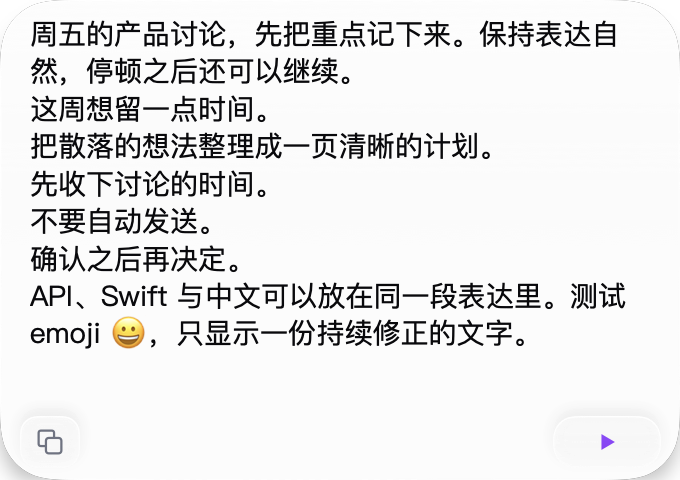 周五的产品讨论，先把重点记下来。保持表达自
然，停顿之后还可以继续。
这周想留一点时间。
把散落的想法整理成一页清晰的计划。
先收下讨论的时间。
不要自动发送。
确认之后再决定。
API、Swift 与中文可以放在同一段表达里。测试
emoji 😀，只显示一份持续修正的文字。